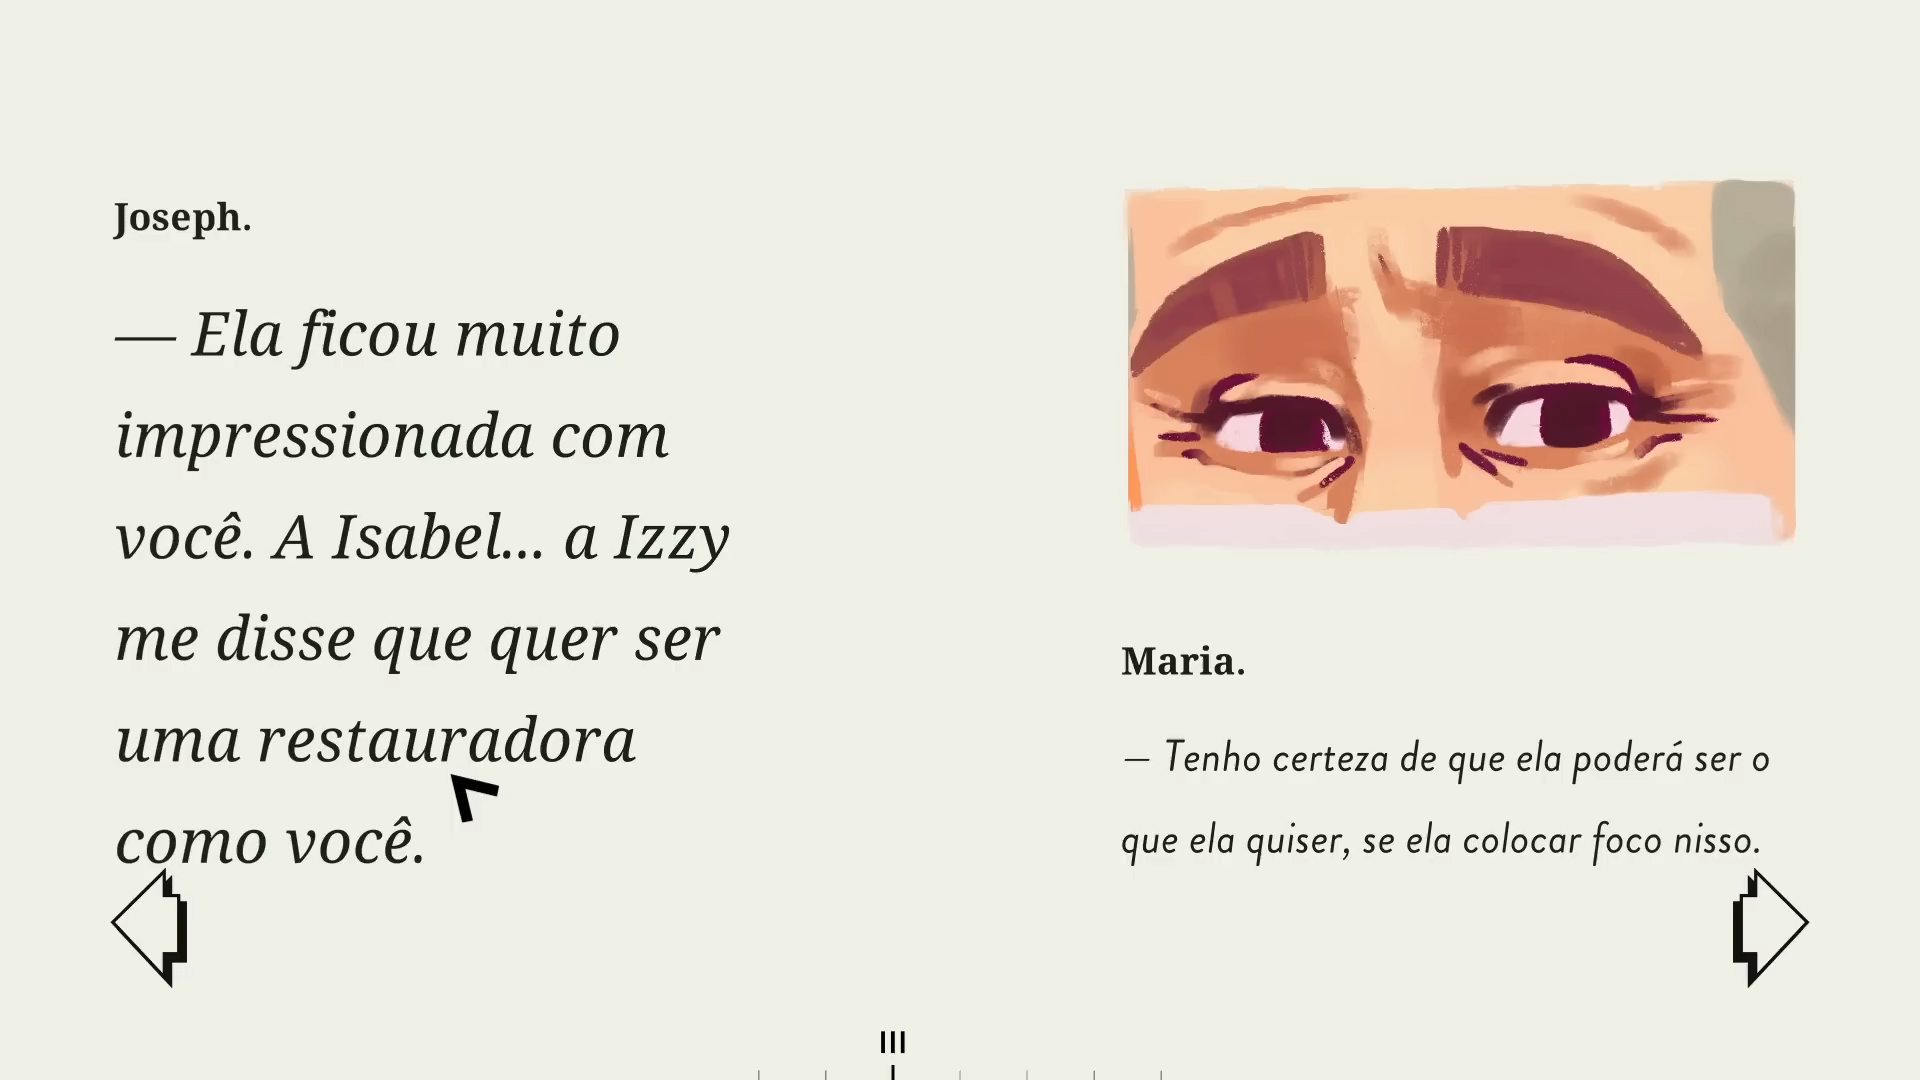 Joseph.
— Ela ficou muito
impressionada com
você. A Isabel... a Izzy
me disse que quer ser
uma restauradora
como você.
Maria.
— Tenho certeza de que ela poderá ser o
que ela quiser, se ela colocar foco nisso.
III